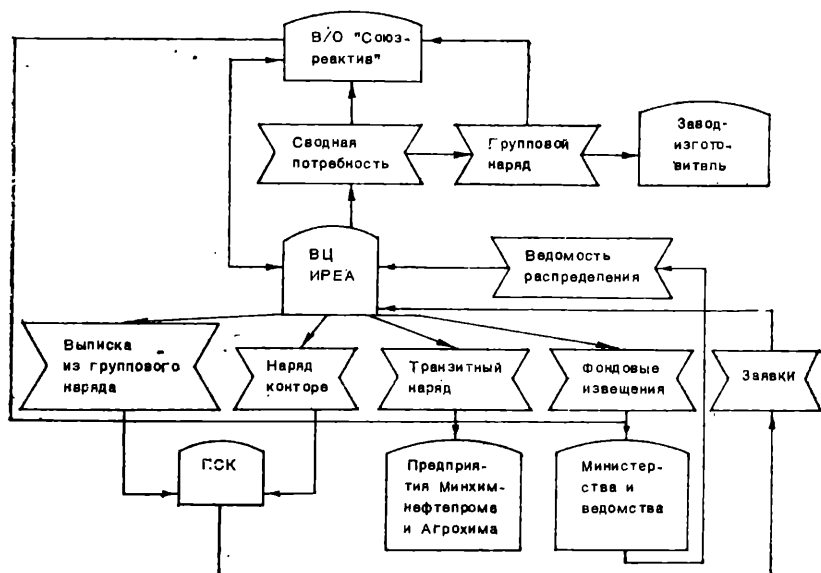 В/О "Союз-
реактив"
Сводная
потребность
Групповой
наряд
Завод-
изгото-
витель
ВЦ
ИРЕА
Ведомость
распределения
Выписка
из группового
наряда
Наряд
конторе
Транзитный
наряд
Фондовые
извещения
Заявки
ПСК
Предприя-
тия Минхим-
нефтепрома
и Агрохима
Министер-
ства и
ведомства